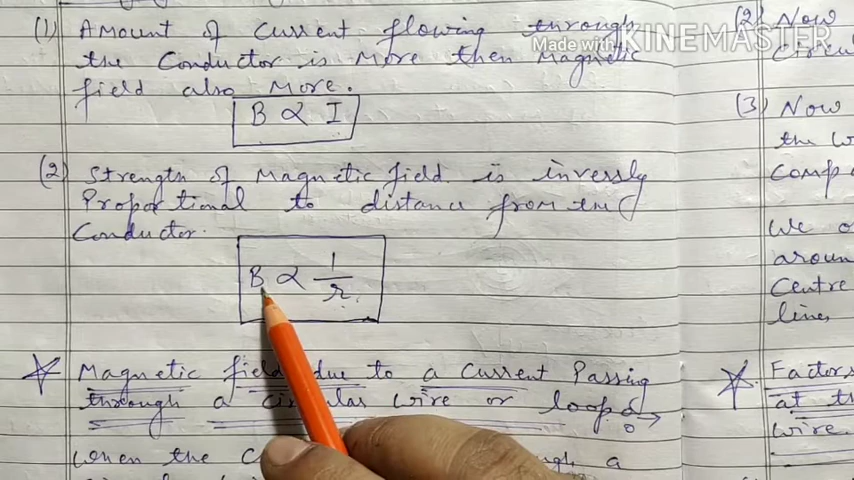 (1) Amount of Current flowing through
the Conductor is More then Magnetic
field also More.
B ∝ I
(2) Strength of Magnetic field is inversly
Proportional to distance from the
Conductor.
B ∝ 1/r
Magnetic field due to a Current Passing
through a circular wire or loop
When the a
Made with KINEMASTER
(2) Now
Circul
(3) Now
the w
Comp
We
aroun
Centre
lines
Factors
at th
wire.